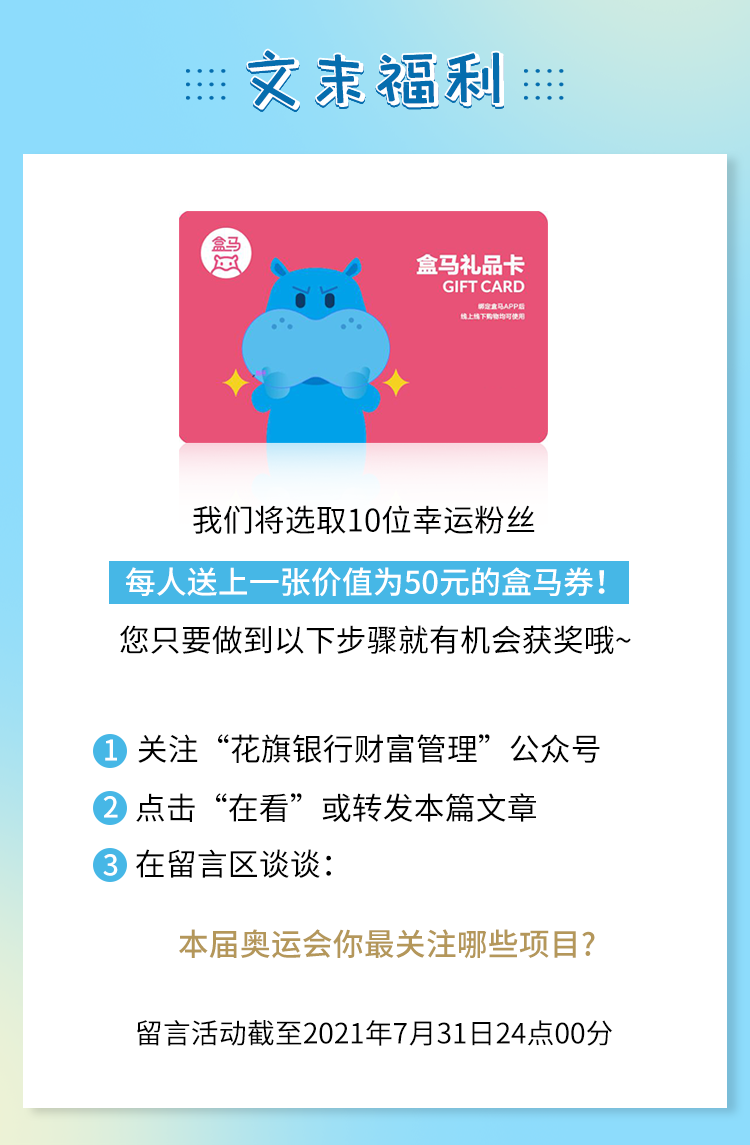 文末福利
盒马
盒马礼品卡
GIFT CARD
绑定盒马APP后
线上线下购物均可使用
我们将选取10位幸运粉丝
每人送上一张价值为50元的盒马券！
您只要做到以下步骤就有机会获奖哦~
1 关注“花旗银行财富管理”公众号
2 点击“在看”或转发本篇文章
3 在留言区谈谈：
本届奥运会你最关注哪些项目?
留言活动截至2021年7月31日24点00分